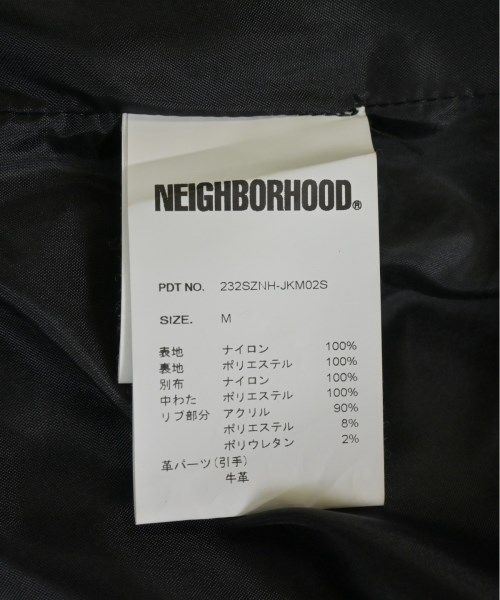 NEIGHBORHOOD®
PDT NO. 232SZNH-JKM02S
SIZE. M
表地 ナイロン 100%
裏地 ポリエステル 100%
別布 ナイロン 100%
中わた ポリエステル 100%
リブ部分 アクリル 90%
ポリエステル 8%
ポリウレタン 2%
革パーツ(引手)
牛革